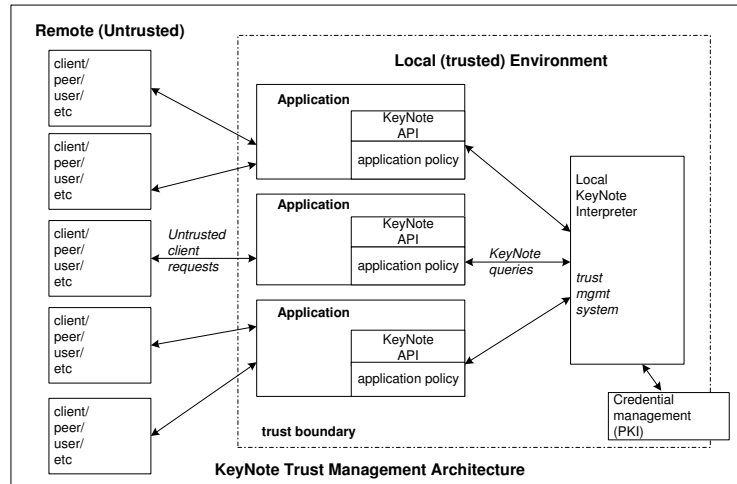 Remote (Untrusted)
client/
peer/
user/
etc
client/
peer/
user/
etc
client/
peer/
user/
etc
client/
peer/
user/
etc
client/
peer/
user/
etc
Untrusted
client
requests
Local (trusted) Environment
Application
KeyNote
API
application policy
Application
KeyNote
API
application policy
Application
KeyNote
API
application policy
KeyNote
queries
Local
KeyNote
Interpreter
trust
mgmt
system
Credential
management
(PKI)
trust boundary
KeyNote Trust Management Architecture